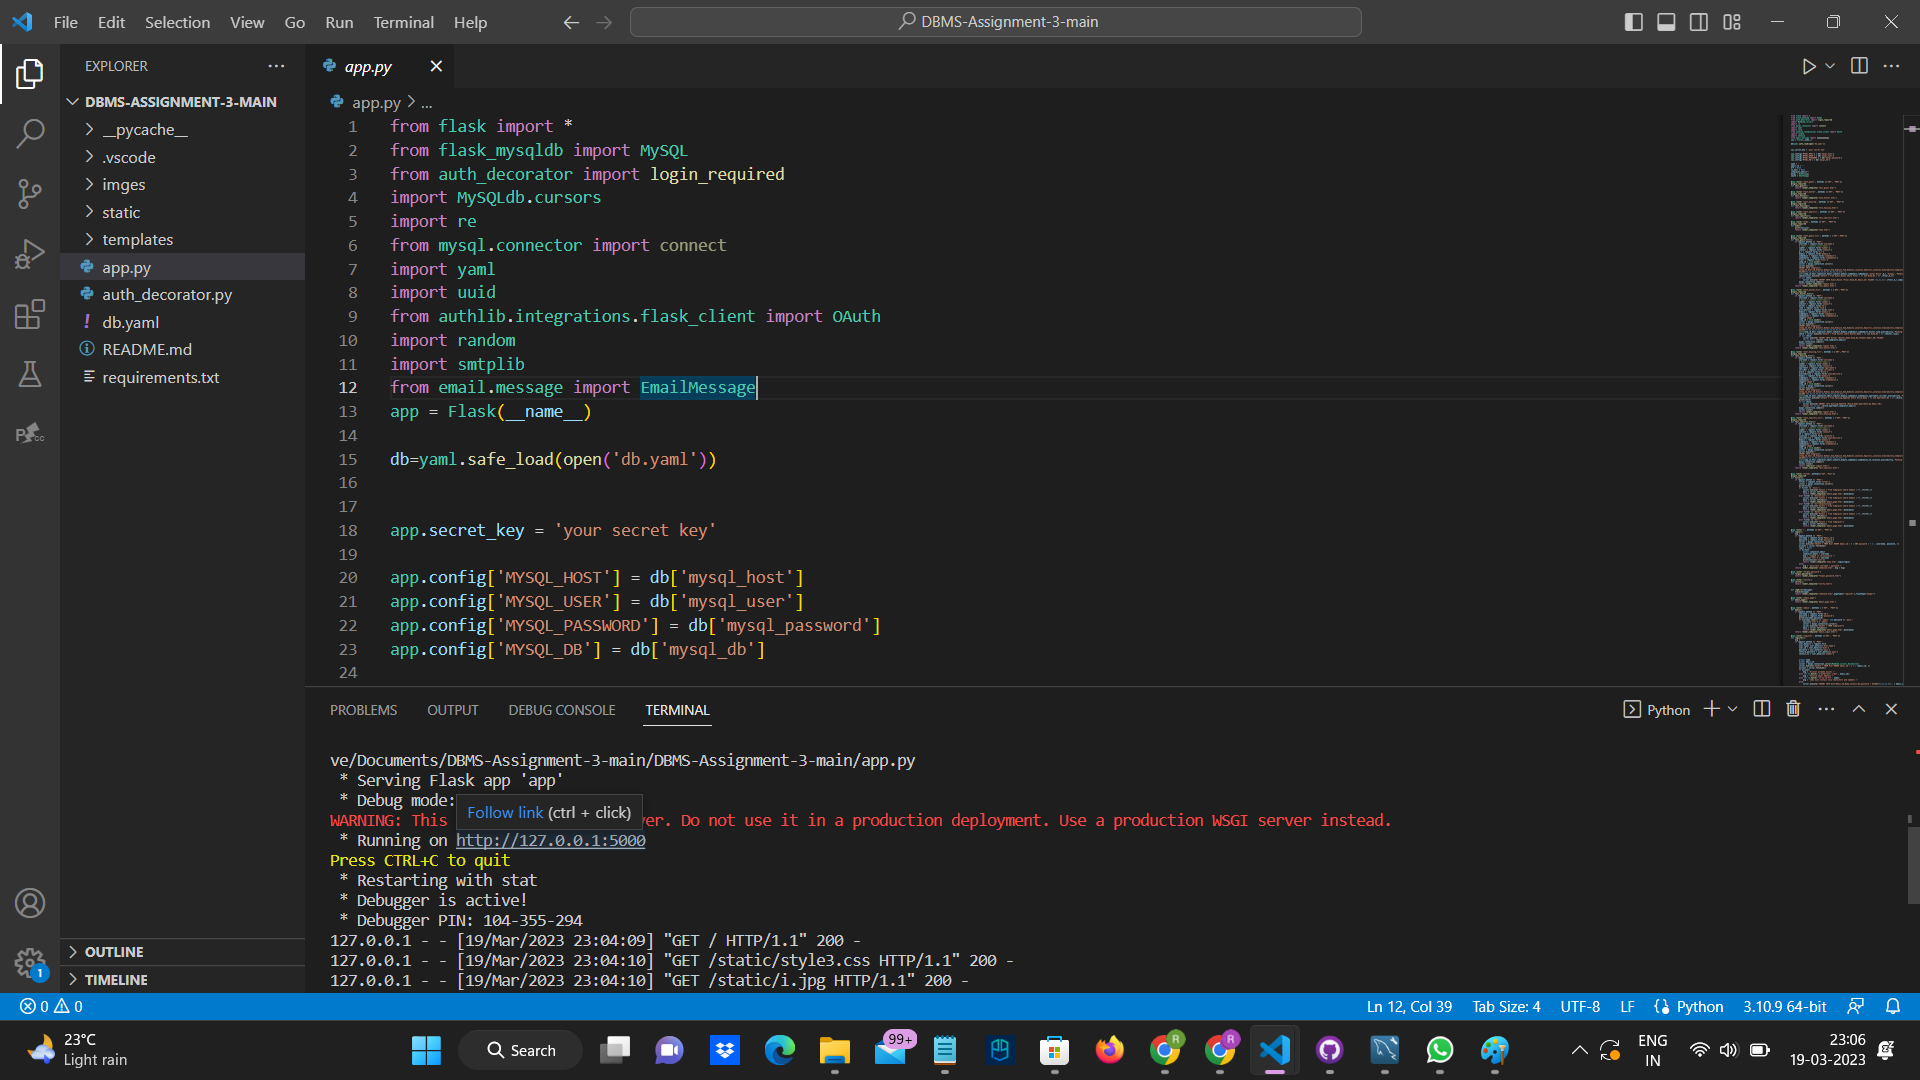 File Edit Selection View Go Run Terminal Help
DBMS-Assignment-3-main
EXPLORER
DBMS-ASSIGNMENT-3-MAIN
__pycache__
.vscode
imges
static
templates
app.py
auth_decorator.py
db.yaml
README.md
requirements.txt
OUTLINE
TIMELINE
1
app.py
app.py > ...
1 from flask import *
2 from flask_mysqldb import MySQL
3 from auth_decorator import login_required
4 import MySQLdb.cursors
5 import re
6 from mysql.connector import connect
7 import yaml
8 import uuid
9 from authlib.integrations.flask_client import OAuth
10 import random
11 import smtplib
12 from email.message import EmailMessage
13 app = Flask(__name__)
14
15 db=yaml.safe_load(open('db.yaml'))
16
17
18 app.secret_key = 'your secret key'
19
20 app.config['MYSQL_HOST'] = db['mysql_host']
21 app.config['MYSQL_USER'] = db['mysql_user']
22 app.config['MYSQL_PASSWORD'] = db['mysql_password']
23 app.config['MYSQL_DB'] = db['mysql_db']
24
PROBLEMS OUTPUT DEBUG CONSOLE TERMINAL
Python
ve/Documents/DBMS-Assignment-3-main/DBMS-Assignment-3-main/app.py
* Serving Flask app 'app'
* Debug mode:
Follow link (ctrl + click)
WARNING: This ver. Do not use it in a production deployment. Use a production WSGI server instead.
* Running on http://127.0.0.1:5000
Press CTRL+C to quit
* Restarting with stat
* Debugger is active!
* Debugger PIN: 104-355-294
127.0.0.1 - - [19/Mar/2023 23:04:09] "GET / HTTP/1.1" 200 -
127.0.0.1 - - [19/Mar/2023 23:04:10] "GET /static/style3.css HTTP/1.1" 200 -
127.0.0.1 - - [19/Mar/2023 23:04:10] "GET /static/i.jpg HTTP/1.1" 200 -
0 0
Ln 12, Col 39 Tab Size: 4 UTF-8 LF Python 3.10.9 64-bit
23°C
Light rain
Search
99+
R
R
ENG
IN
23:06
19-03-2023